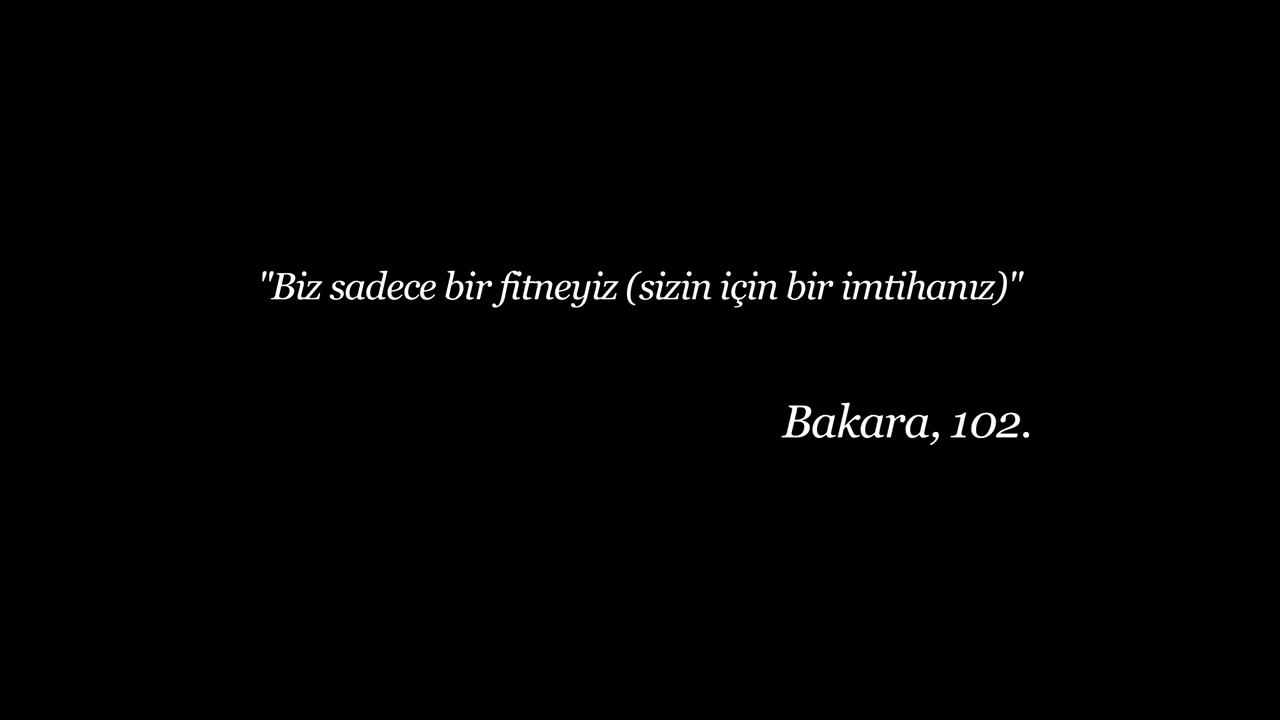 "Biz sadece bir fitneyiz (sizin için bir imtihanız)"
Bakara, 102.